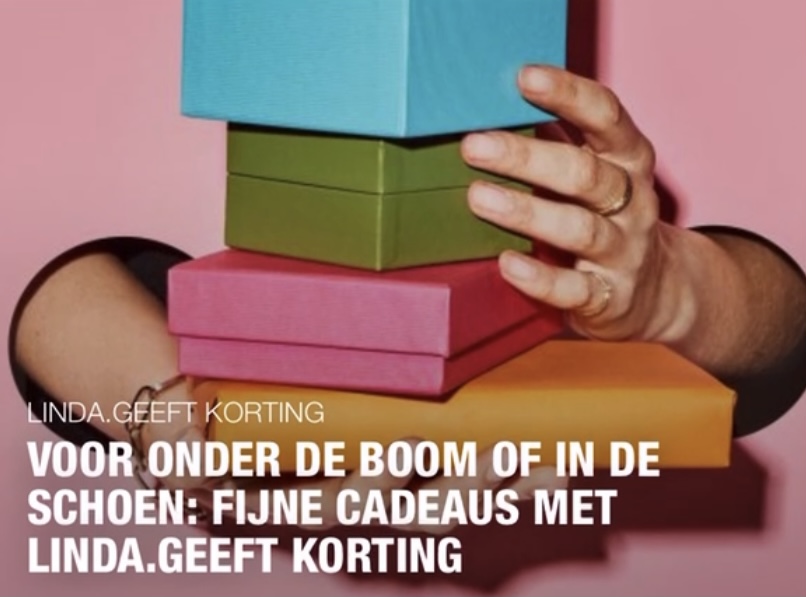 LINDA.GEEFT KORTING
VOOR ONDER DE BOOM OF IN DE
SCHOEN: FIJNE CADEAUS MET
LINDA.GEEFT KORTING